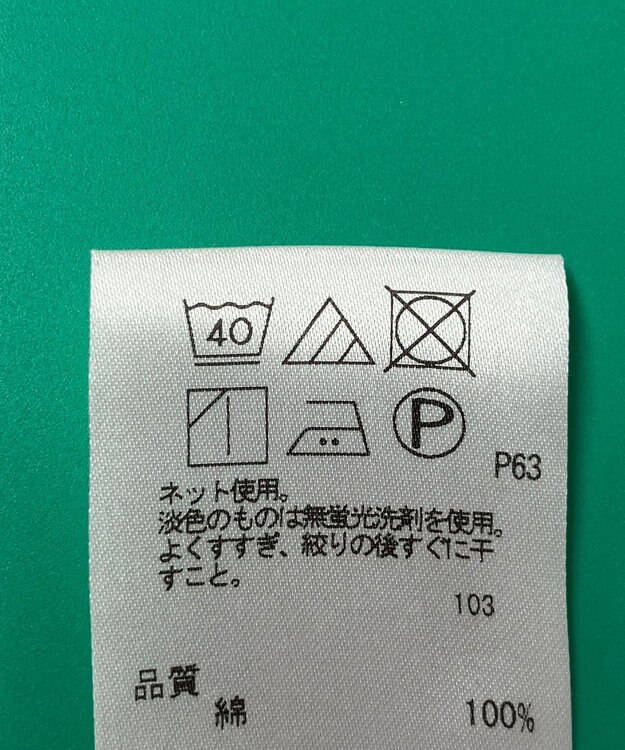 40
P
P63
ネット使用。
淡色のものは無蛍光洗剤を使用。
よくすすぎ、絞りの後すぐに干
すこと。
103
品質
綿 100%